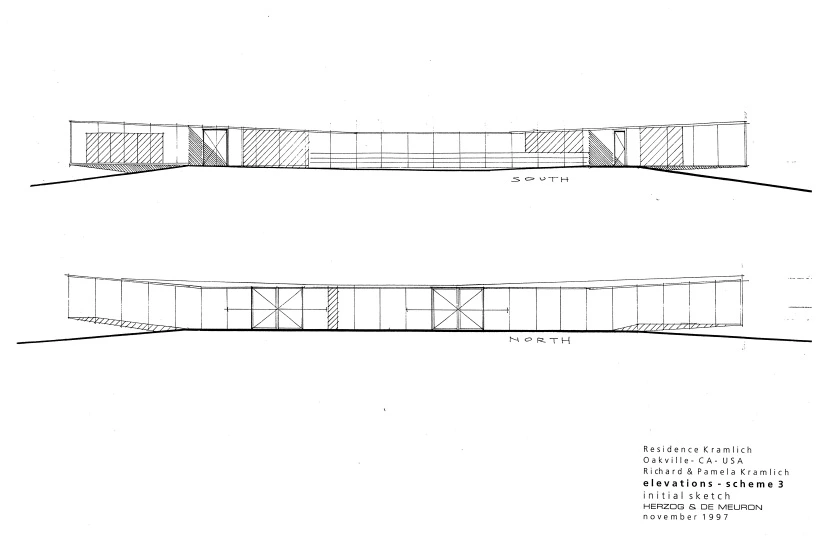 SOUTH
NORTH
Residence Kramlich
Oakville- CA- USA
Richard & Pamela Kramlich
elevations - scheme 3
initial sketch
HERZOG & DE MEURON
november 1997